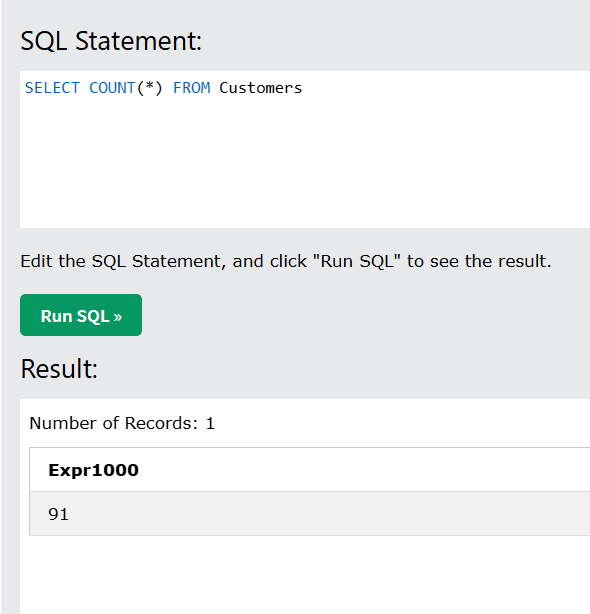 SQL Statement:
SELECT COUNT(*) FROM Customers
Edit the SQL Statement, and click "Run SQL" to see the result.
Run SQL »
Result:
Number of Records: 1
Expr1000
91